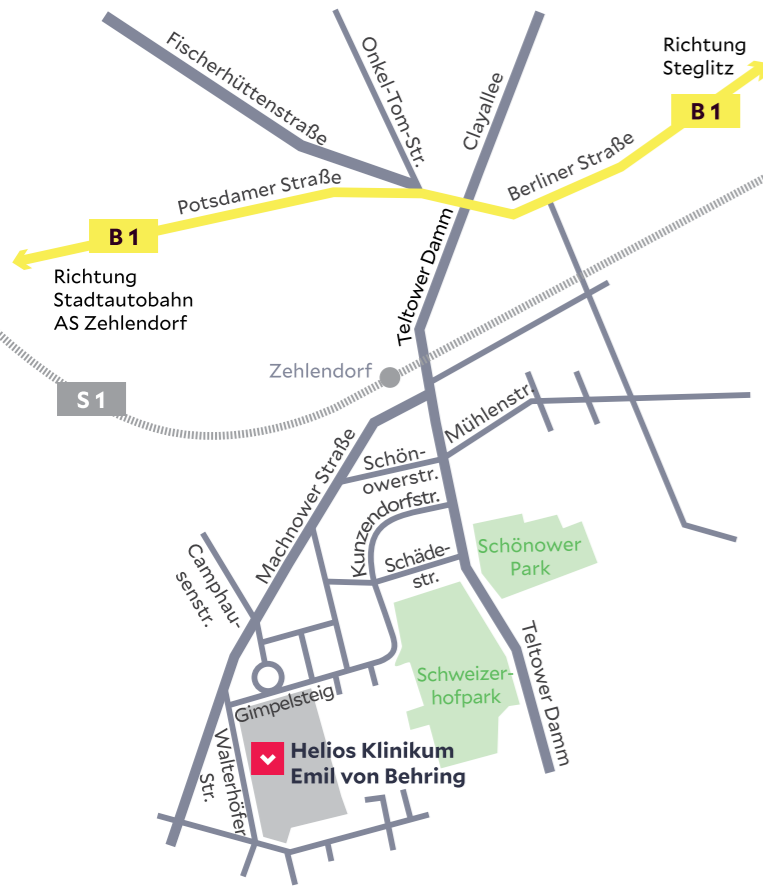 Richtung
Steglitz
B 1
Fischerhüttenstraße
Onkel-Tom-Str.
Clayallee
Berliner Straße
Potsdamer Straße
B 1
Richtung
Stadtautobahn
AS Zehlendorf
Teltower Damm
Zehlendorf
S 1
Mühlenstr.
Machnower Straße
Schön-
owerstr.
Kunzendorfstr.
Schäde-
str.
Schönower
Park
Camphau-
senstr.
Schweizer-
hofpark
Teltower Damm
Gimpelsteig
Walterhöfer
Str.
Helios Klinikum
Emil von Behring